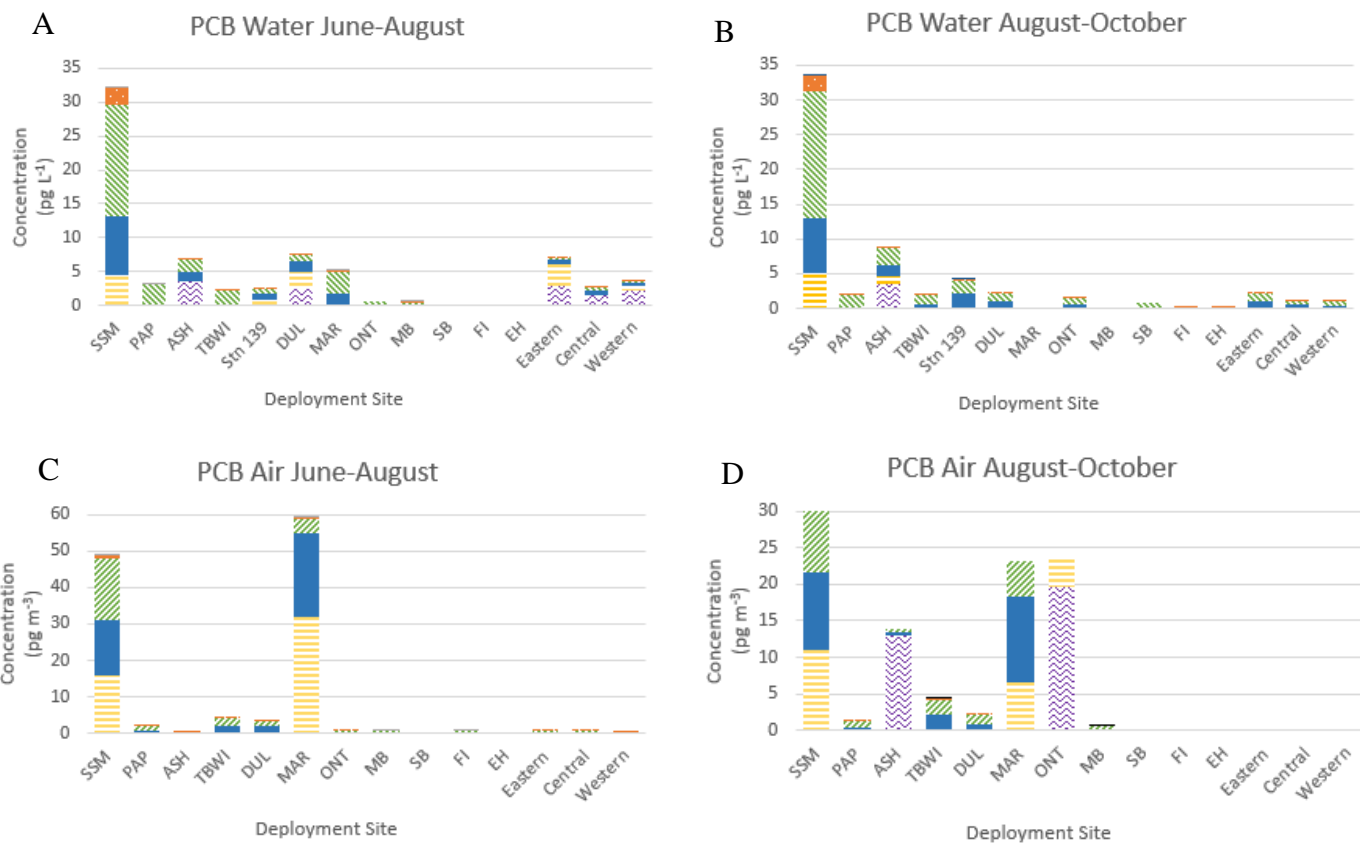 A
PCB Water June-August
35
30
25
20
15
10
5
0
Concentration
(pg L⁻¹)
SSM
PAP
ASH
TBWI
Stn 139
DUL
MAR
ONT
MB
SB
FI
EH
Eastern
Central
Western
Deployment Site
B
PCB Water August-October
35
30
25
20
15
10
5
0
Concentration
(pg L⁻¹)
SSM
PAP
ASH
TBWI
Stn 139
DUL
MAR
ONT
MB
SB
FI
EH
Eastern
Central
Western
Deployment Site
C
PCB Air June-August
60
50
40
30
20
10
0
Concentration
(pg m⁻³)
SSM
PAP
ASH
TBWI
DUL
MAR
ONT
MB
SB
FI
EH
Eastern
Central
Western
Deployment Site
D
PCB Air August-October
30
25
20
15
10
5
0
Concentration
(pg m⁻³)
SSM
PAP
ASH
TBWI
DUL
MAR
ONT
MB
SB
FI
EH
Eastern
Central
Western
Deployment Site